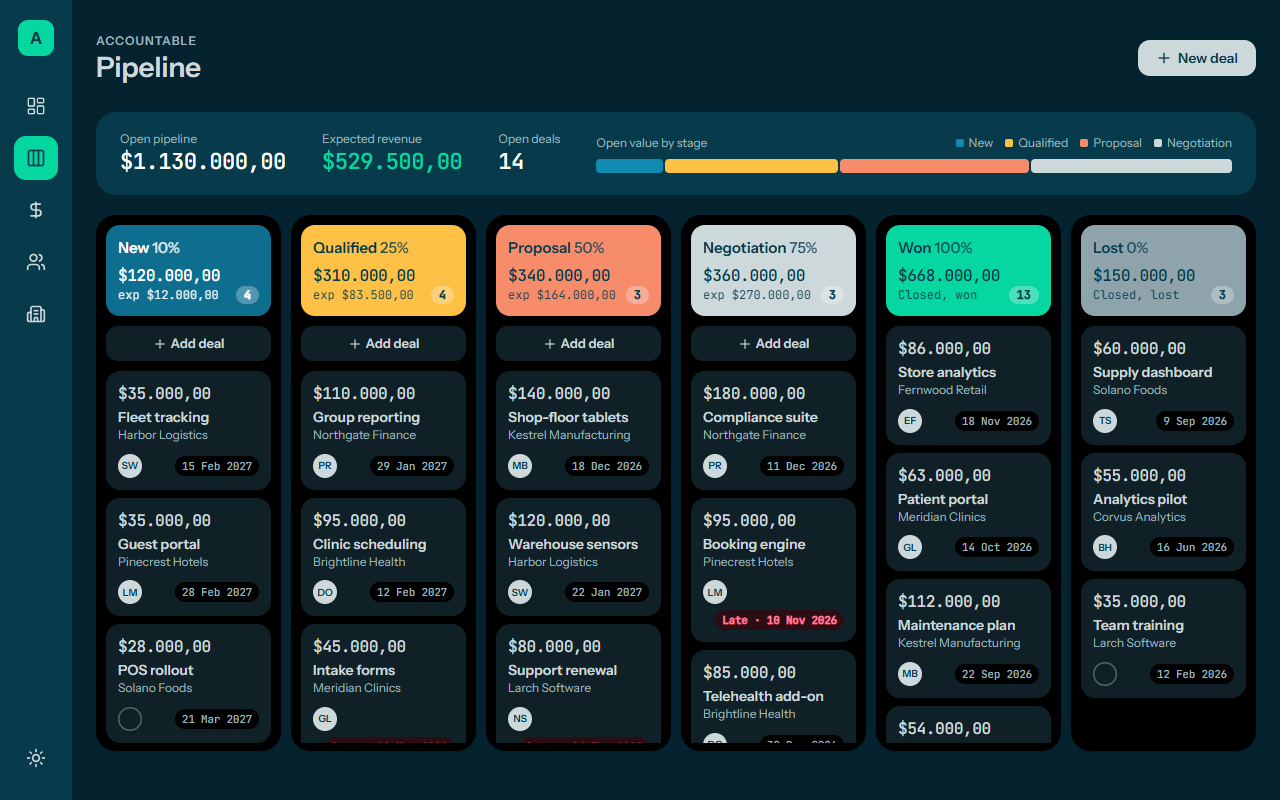 A
ACCOUNTABLE
Pipeline
+ New deal
Open pipeline
$1.130.000,00
Expected revenue
$529.500,00
Open deals
14
Open value by stage
New
Qualified
Proposal
Negotiation
New 10%
$120.000,00
exp $12.000,00
4
+ Add deal
$35.000,00
Fleet tracking
Harbor Logistics
SW
15 Feb 2027
$35.000,00
Guest portal
Pinecrest Hotels
LM
28 Feb 2027
$28.000,00
POS rollout
Solano Foods
21 Mar 2027
Qualified 25%
$310.000,00
exp $83.500,00
4
+ Add deal
$110.000,00
Group reporting
Northgate Finance
PR
29 Jan 2027
$95.000,00
Clinic scheduling
Brightline Health
DO
12 Feb 2027
$45.000,00
Intake forms
Meridian Clinics
GL
Proposal 50%
$340.000,00
exp $164.000,00
3
+ Add deal
$140.000,00
Shop-floor tablets
Kestrel Manufacturing
MB
18 Dec 2026
$120.000,00
Warehouse sensors
Harbor Logistics
SW
22 Jan 2027
$80.000,00
Support renewal
Larch Software
NS
Negotiation 75%
$360.000,00
exp $270.000,00
3
+ Add deal
$180.000,00
Compliance suite
Northgate Finance
PR
11 Dec 2026
$95.000,00
Booking engine
Pinecrest Hotels
LM
Late · 10 Nov 2026
$85.000,00
Telehealth add-on
Brightline Health
Won 100%
$668.000,00
Closed, won
13
$86.000,00
Store analytics
Fernwood Retail
EF
18 Nov 2026
$63.000,00
Patient portal
Meridian Clinics
GL
14 Oct 2026
$112.000,00
Maintenance plan
Kestrel Manufacturing
MB
22 Sep 2026
$54.000,00
Lost 0%
$150.000,00
Closed, lost
3
$60.000,00
Supply dashboard
Solano Foods
TS
9 Sep 2026
$55.000,00
Analytics pilot
Corvus Analytics
BH
16 Jun 2026
$35.000,00
Team training
Larch Software
12 Feb 2026